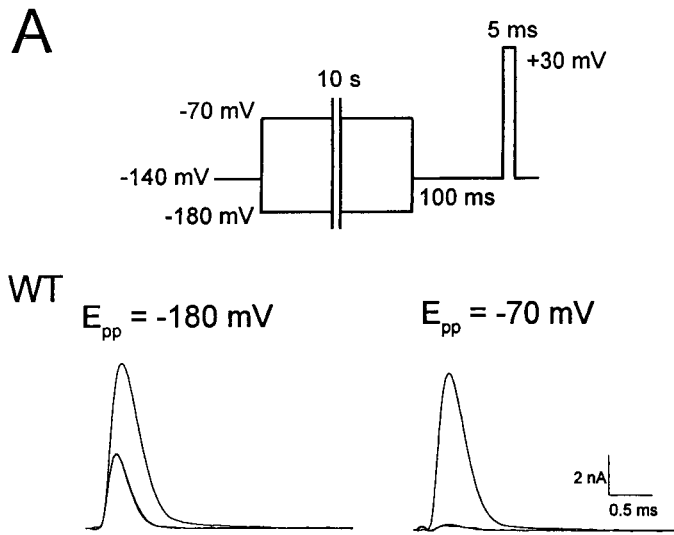 A
5 ms
+30 mV
10 s
-70 mV
-140 mV
100 ms
-180 mV
WT
E_pp = -180 mV
E_pp = -70 mV
2 nA
0.5 ms